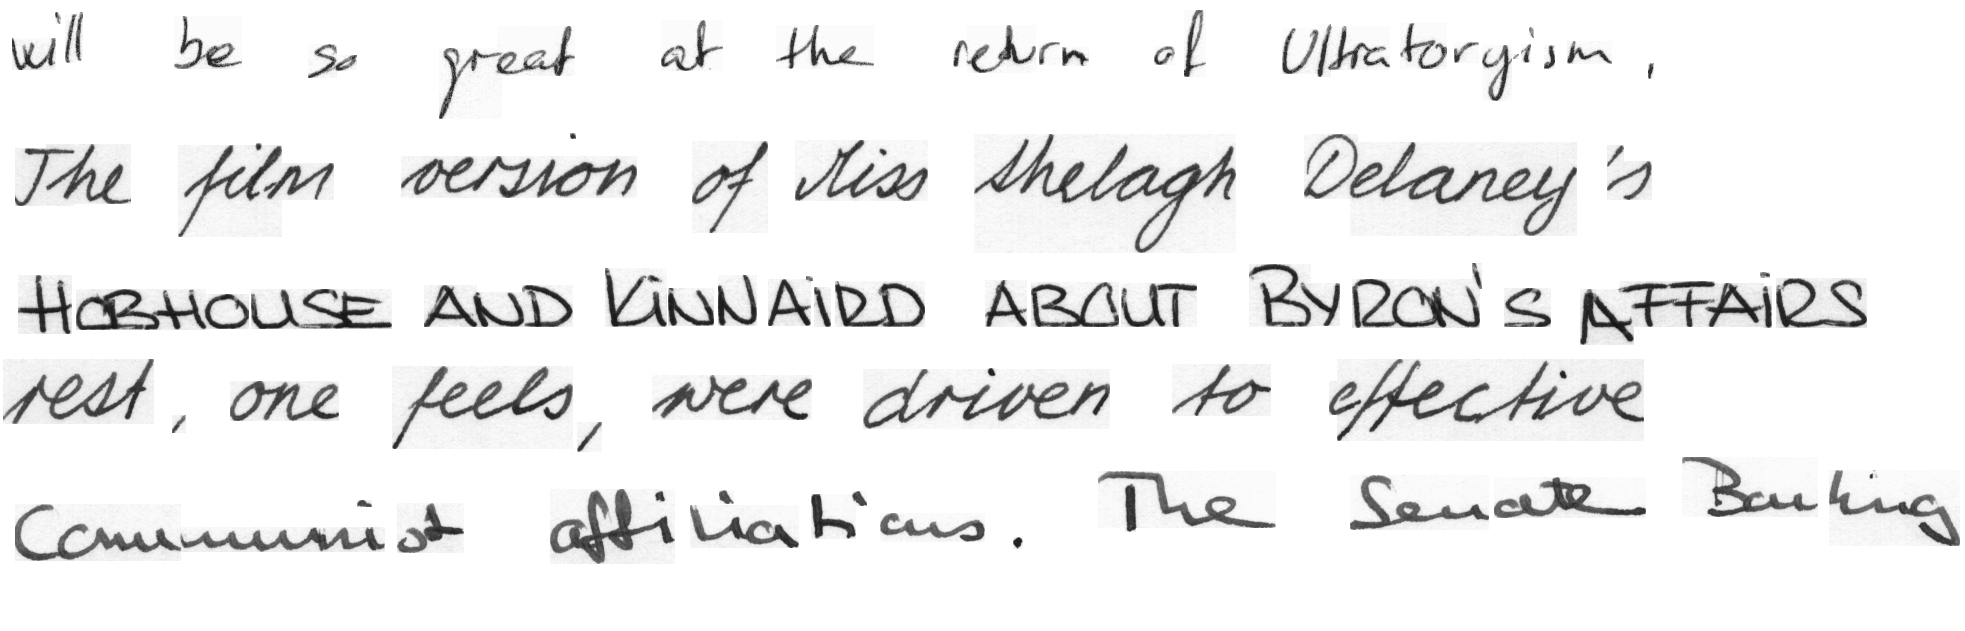 will be so great at the return of Ultratoryism,
The film version of Miss Shelagh Delaney's
HOBHOUSE AND KINNAIRD ABOUT BYRON'S AFFAIRS
rest, one feels, were driven to effective
Communist affiliations. The Senate Banking